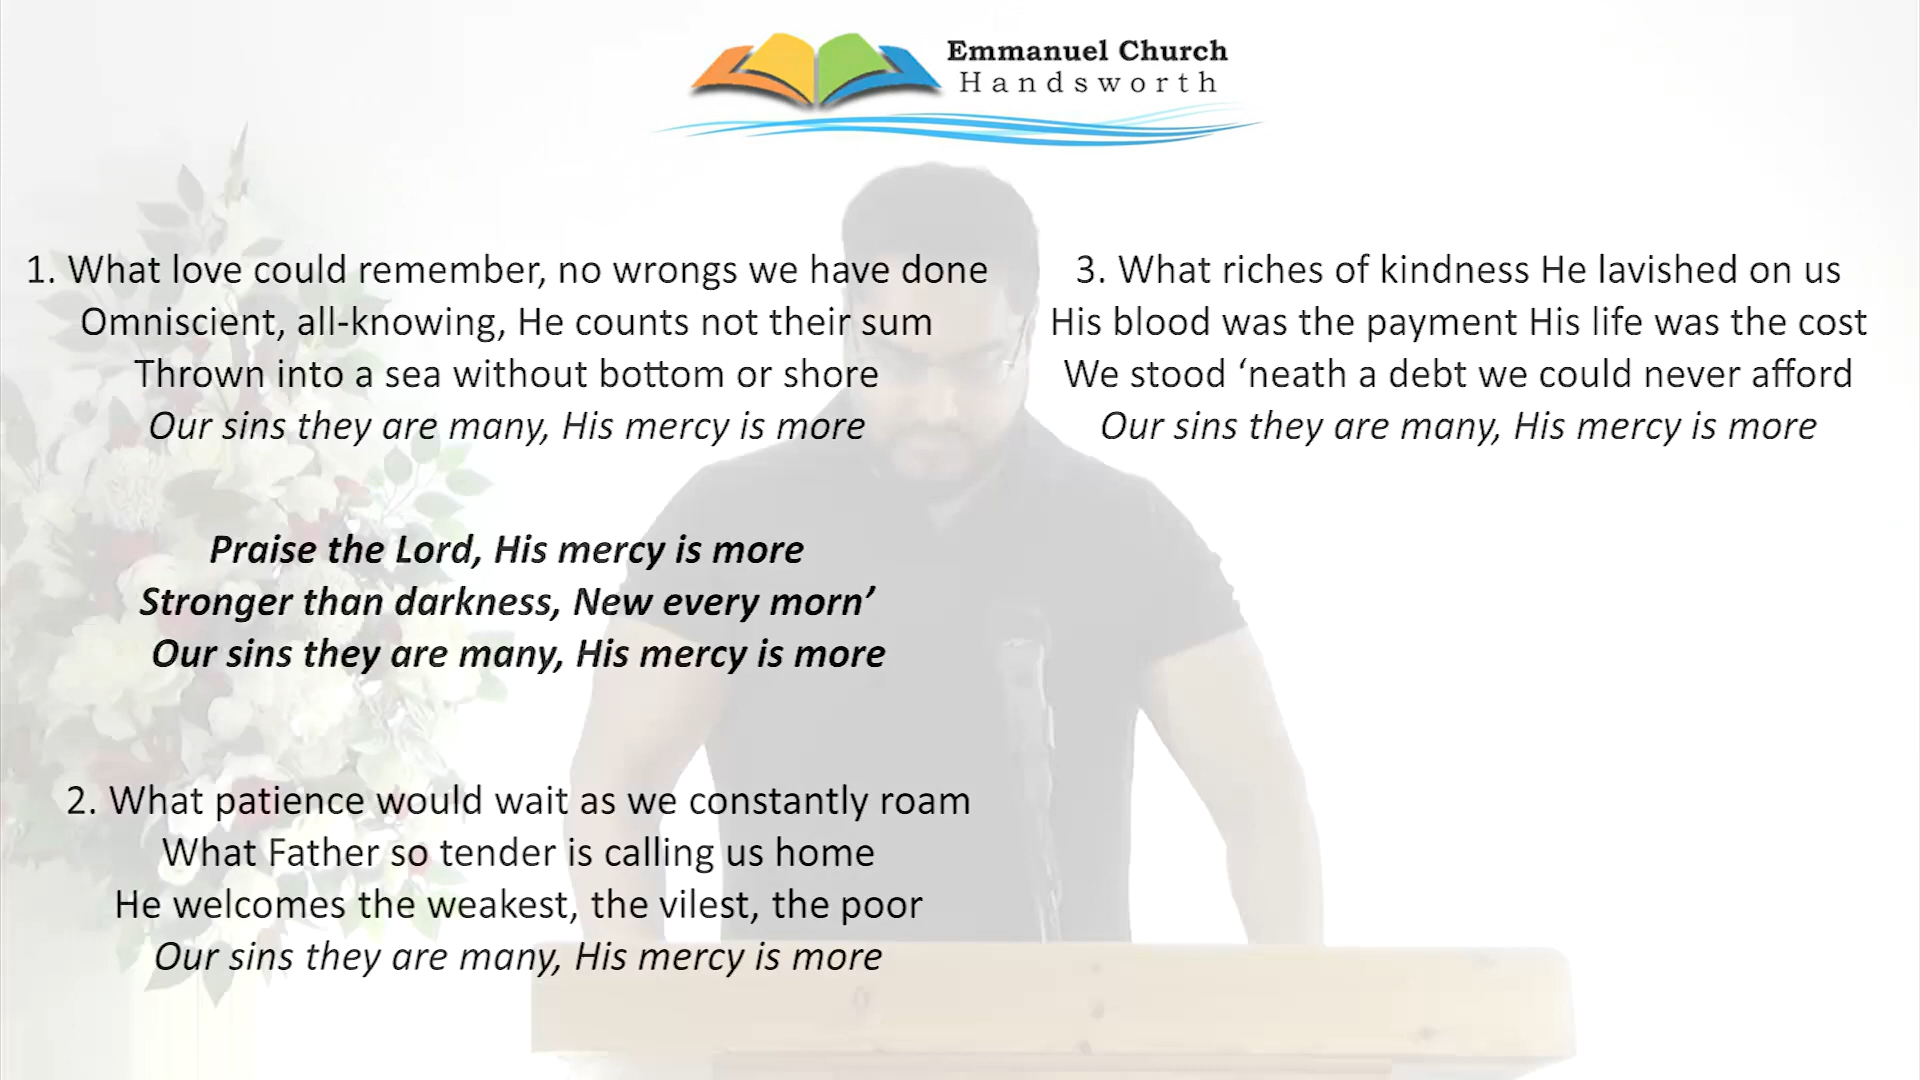 Emmanuel Church
Handsworth
1. What love could remember, no wrongs we have done
Omniscient, all-knowing, He counts not their sum
Thrown into a sea without bottom or shore
Our sins they are many, His mercy is more
Praise the Lord, His mercy is more
Stronger than darkness, New every morn’
Our sins they are many, His mercy is more
2. What patience would wait as we constantly roam
What Father so tender is calling us home
He welcomes the weakest, the vilest, the poor
Our sins they are many, His mercy is more
3. What riches of kindness He lavished on us
His blood was the payment His life was the cost
We stood ‘neath a debt we could never afford
Our sins they are many, His mercy is more